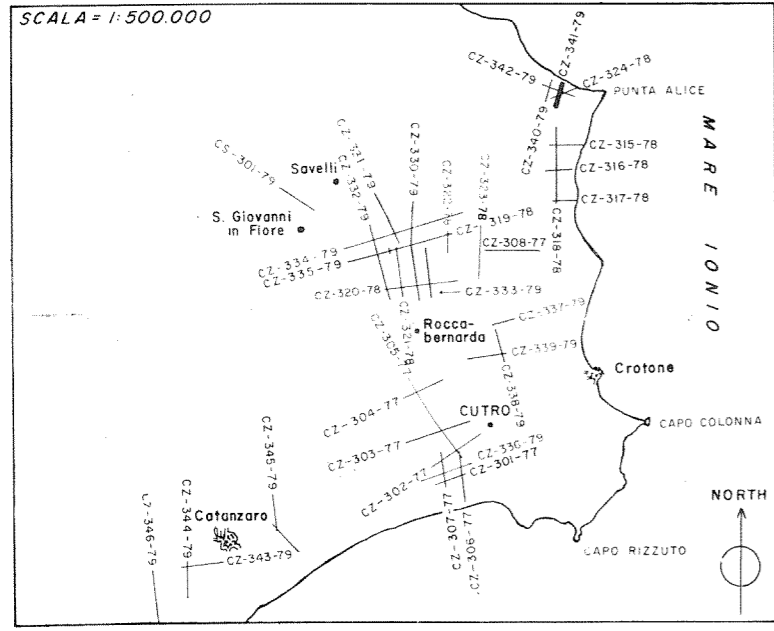 SCALA = 1:500.000
CZ-341-79
CZ-342-79
CZ-324-78
PUNTA ALICE
CZ-340-79
MARE IONIO
CZ-315-78
CZ-316-78
CZ-317-78
CZ-318-78
CS-301-79
Savelli
CZ-331-79
CZ-332-79
CZ-330-79
CZ-323-78
CZ-319-78
S. Giovanni
in Fiore
CZ-308-77
CZ-334-79
CZ-335-79
CZ-320-78
CZ-333-79
CZ-321-78
CZ-305-77
Rocca-
bernarda
CZ-337-79
CZ-339-79
CZ-338-79
Crotone
CZ-304-77
CUTRO
CAPO COLONNA
CZ-303-77
CZ-336-79
CZ-301-77
CZ-302-77
CZ-307-77
CZ-306-77
CZ-345-79
CZ-344-79
CZ-346-79
Catanzaro
CZ-343-79
NORTH
CAPO RIZZUTO